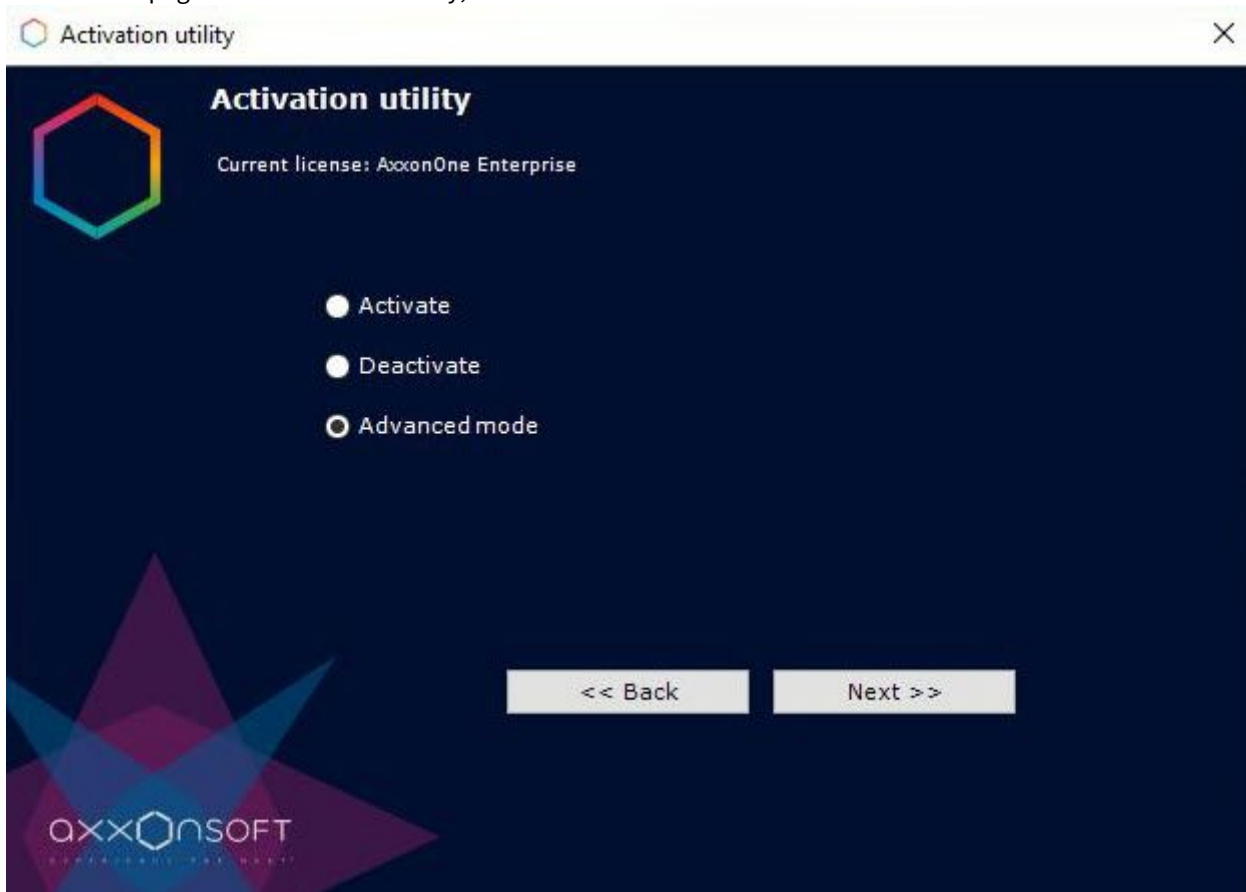 Activation utility
Activation utility
Current license: AxxonOne Enterprise
Activate
Deactivate
Advanced mode
<< Back
Next >>
axxonsoft